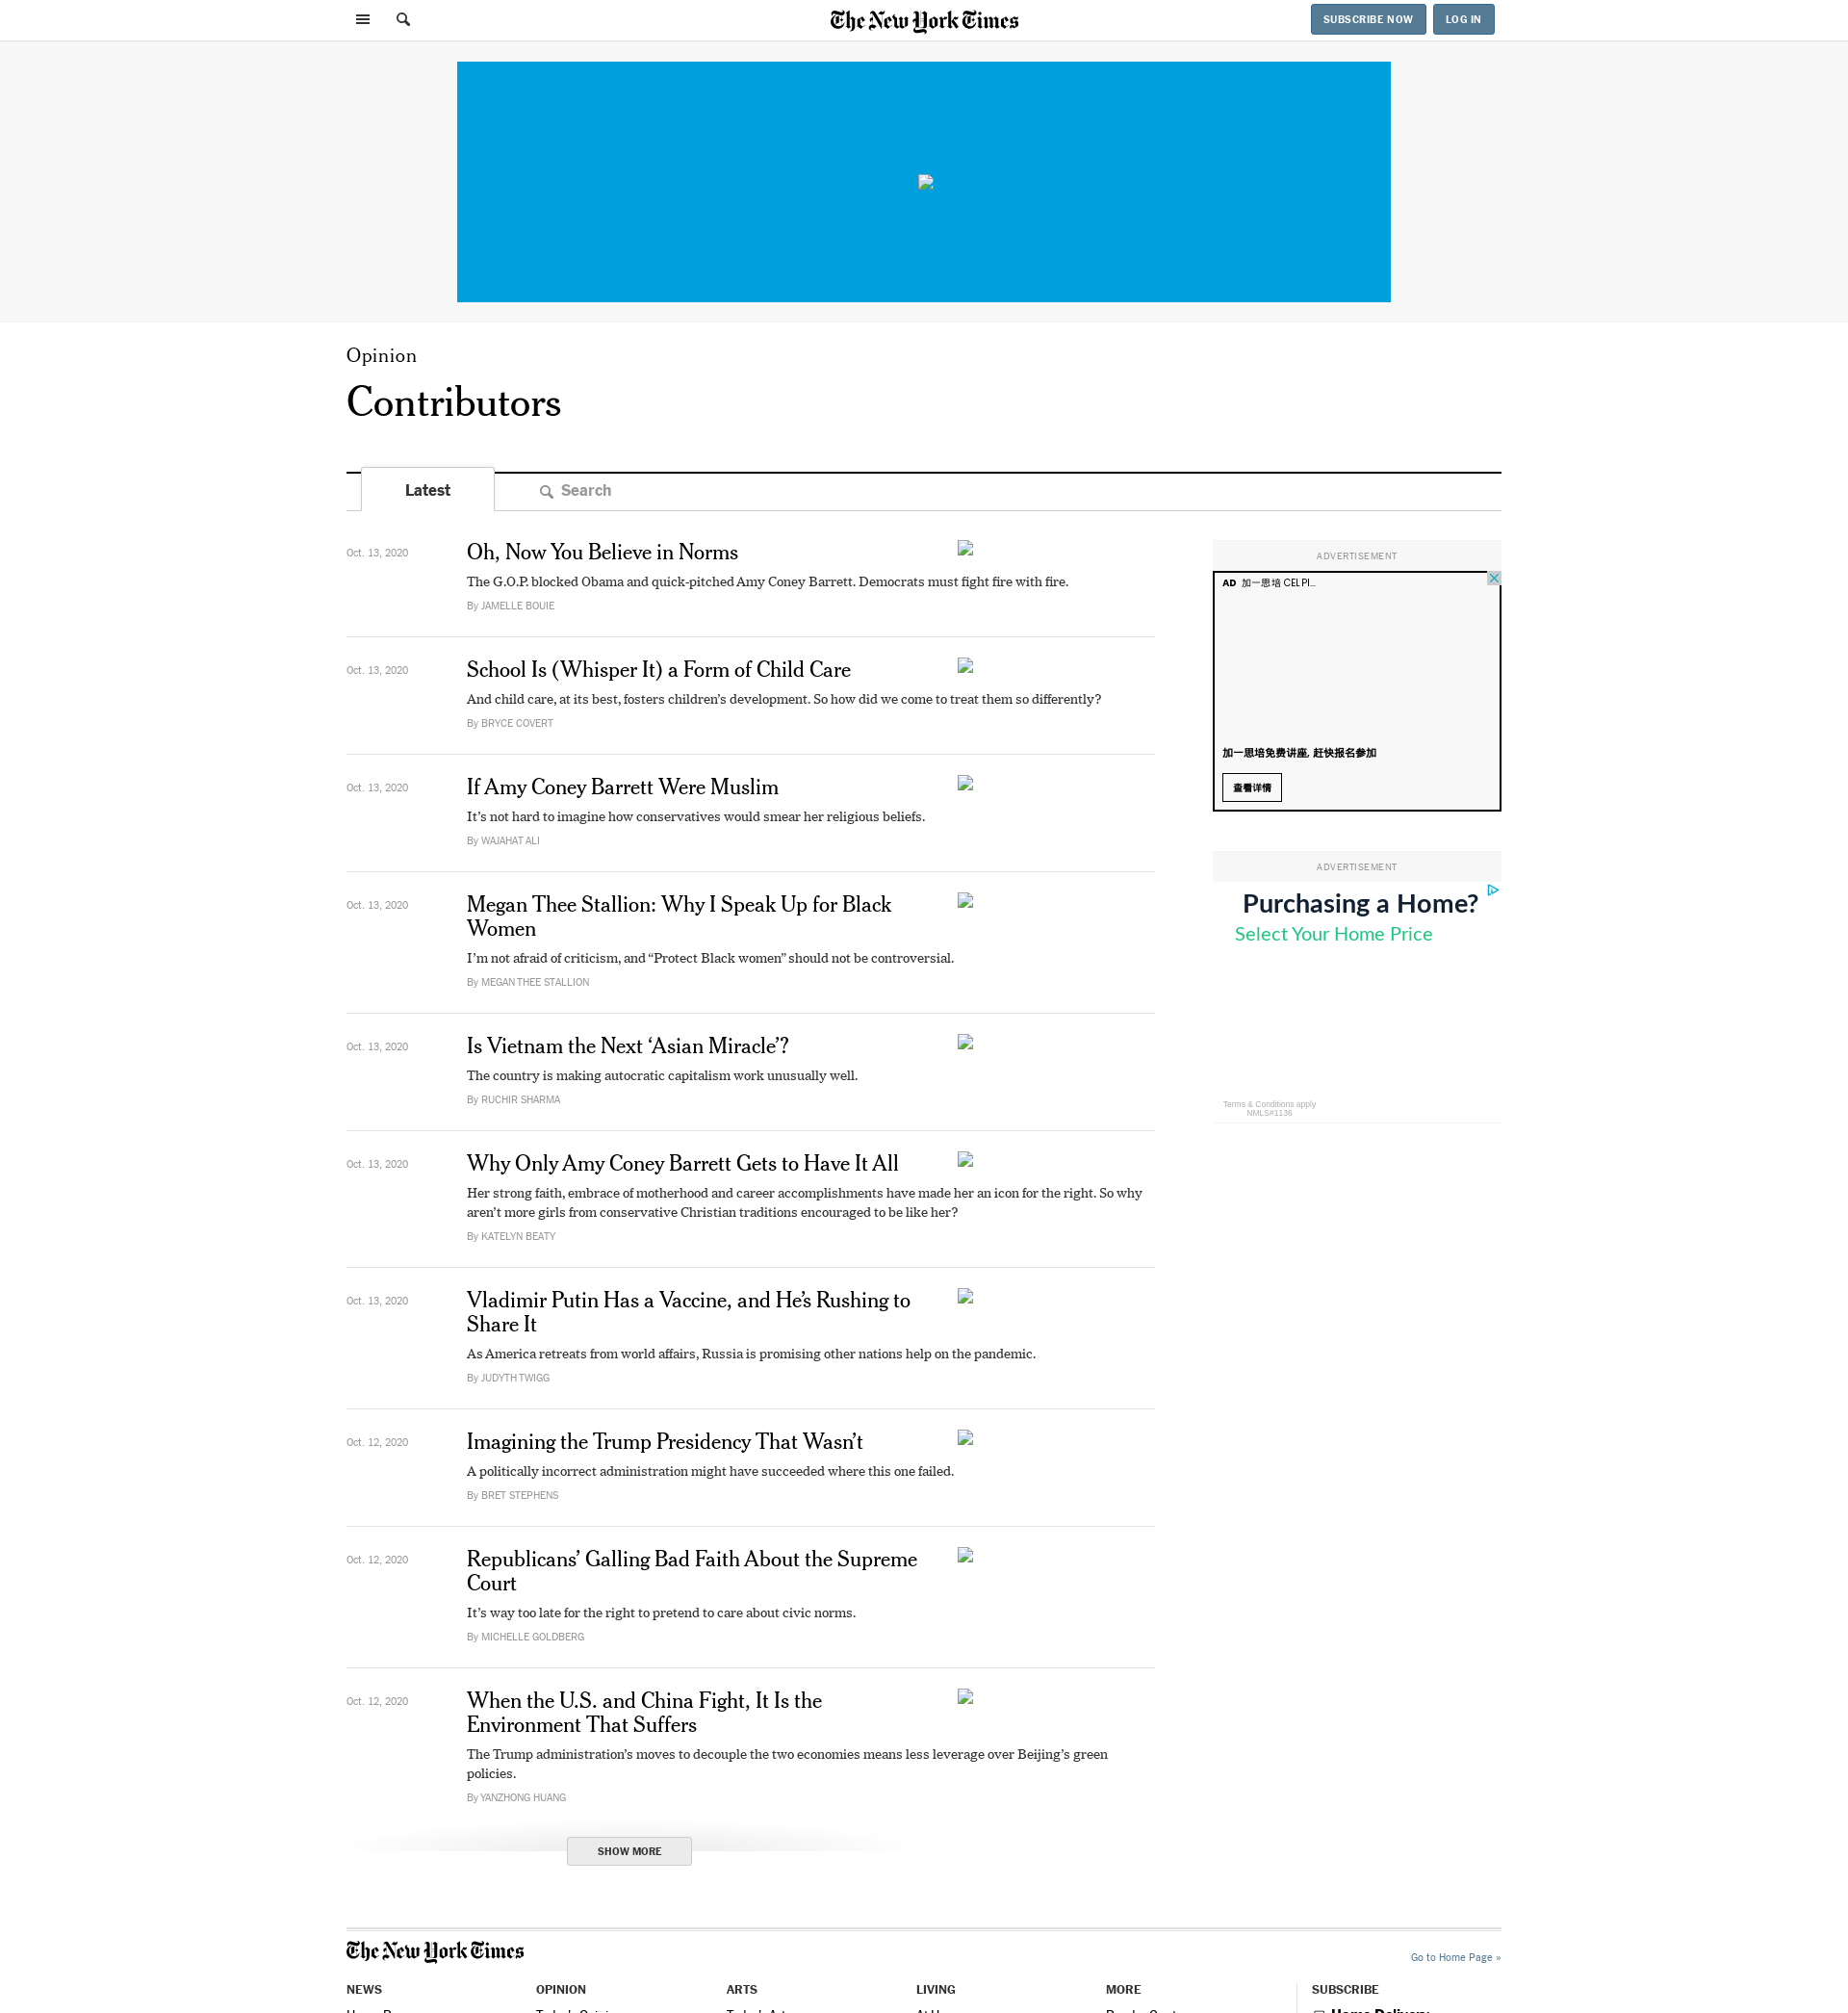 The New York Times
SUBSCRIBE NOW
LOG IN
Opinion
Contributors
Latest
Search
Oct. 13, 2020
Oh, Now You Believe in Norms
The G.O.P. blocked Obama and quick-pitched Amy Coney Barrett. Democrats must fight fire with fire.
By JAMELLE BOUIE
Oct. 13, 2020
School Is (Whisper It) a Form of Child Care
And child care, at its best, fosters children’s development. So how did we come to treat them so differently?
By BRYCE COVERT
Oct. 13, 2020
If Amy Coney Barrett Were Muslim
It’s not hard to imagine how conservatives would smear her religious beliefs.
By WAJAHAT ALI
Oct. 13, 2020
Megan Thee Stallion: Why I Speak Up for Black
Women
I’m not afraid of criticism, and “Protect Black women” should not be controversial.
By MEGAN THEE STALLION
Oct. 13, 2020
Is Vietnam the Next ‘Asian Miracle’?
The country is making autocratic capitalism work unusually well.
By RUCHIR SHARMA
Oct. 13, 2020
Why Only Amy Coney Barrett Gets to Have It All
Her strong faith, embrace of motherhood and career accomplishments have made her an icon for the right. So why
aren’t more girls from conservative Christian traditions encouraged to be like her?
By KATELYN BEATY
Oct. 13, 2020
Vladimir Putin Has a Vaccine, and He’s Rushing to
Share It
As America retreats from world affairs, Russia is promising other nations help on the pandemic.
By JUDYTH TWIGG
Oct. 12, 2020
Imagining the Trump Presidency That Wasn’t
A politically incorrect administration might have succeeded where this one failed.
By BRET STEPHENS
Oct. 12, 2020
Republicans’ Galling Bad Faith About the Supreme
Court
It’s way too late for the right to pretend to care about civic norms.
By MICHELLE GOLDBERG
Oct. 12, 2020
When the U.S. and China Fight, It Is the
Environment That Suffers
The Trump administration’s moves to decouple the two economies means less leverage over Beijing’s green
policies.
By YANZHONG HUANG
SHOW MORE
ADVERTISEMENT
AD 加一思培 CELPI...
加一思培免费讲座, 赶快报名参加
查看详情
ADVERTISEMENT
Purchasing a Home?
Select Your Home Price
Terms & Conditions apply
NMLS#1136
The New York Times
Go to Home Page »
NEWS
OPINION
ARTS
LIVING
MORE
SUBSCRIBE
Home Delivery